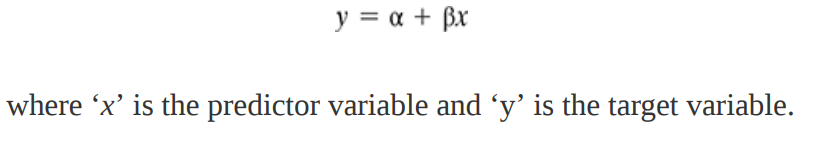 y = α + βx
where ‘x’ is the predictor variable and ‘y’ is the target variable.